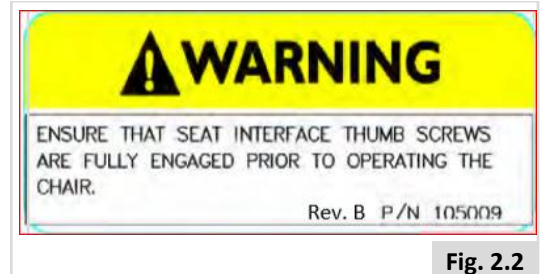 WARNING
ENSURE THAT SEAT INTERFACE THUMB SCREWS
ARE FULLY ENGAGED PRIOR TO OPERATING THE
CHAIR.
Rev. B P/N 105009
Fig. 2.2